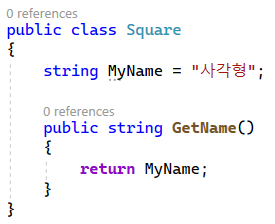 0 references
public class Square
{
string MyName = "사각형";
0 references
public string GetName()
{
return MyName;
}
}